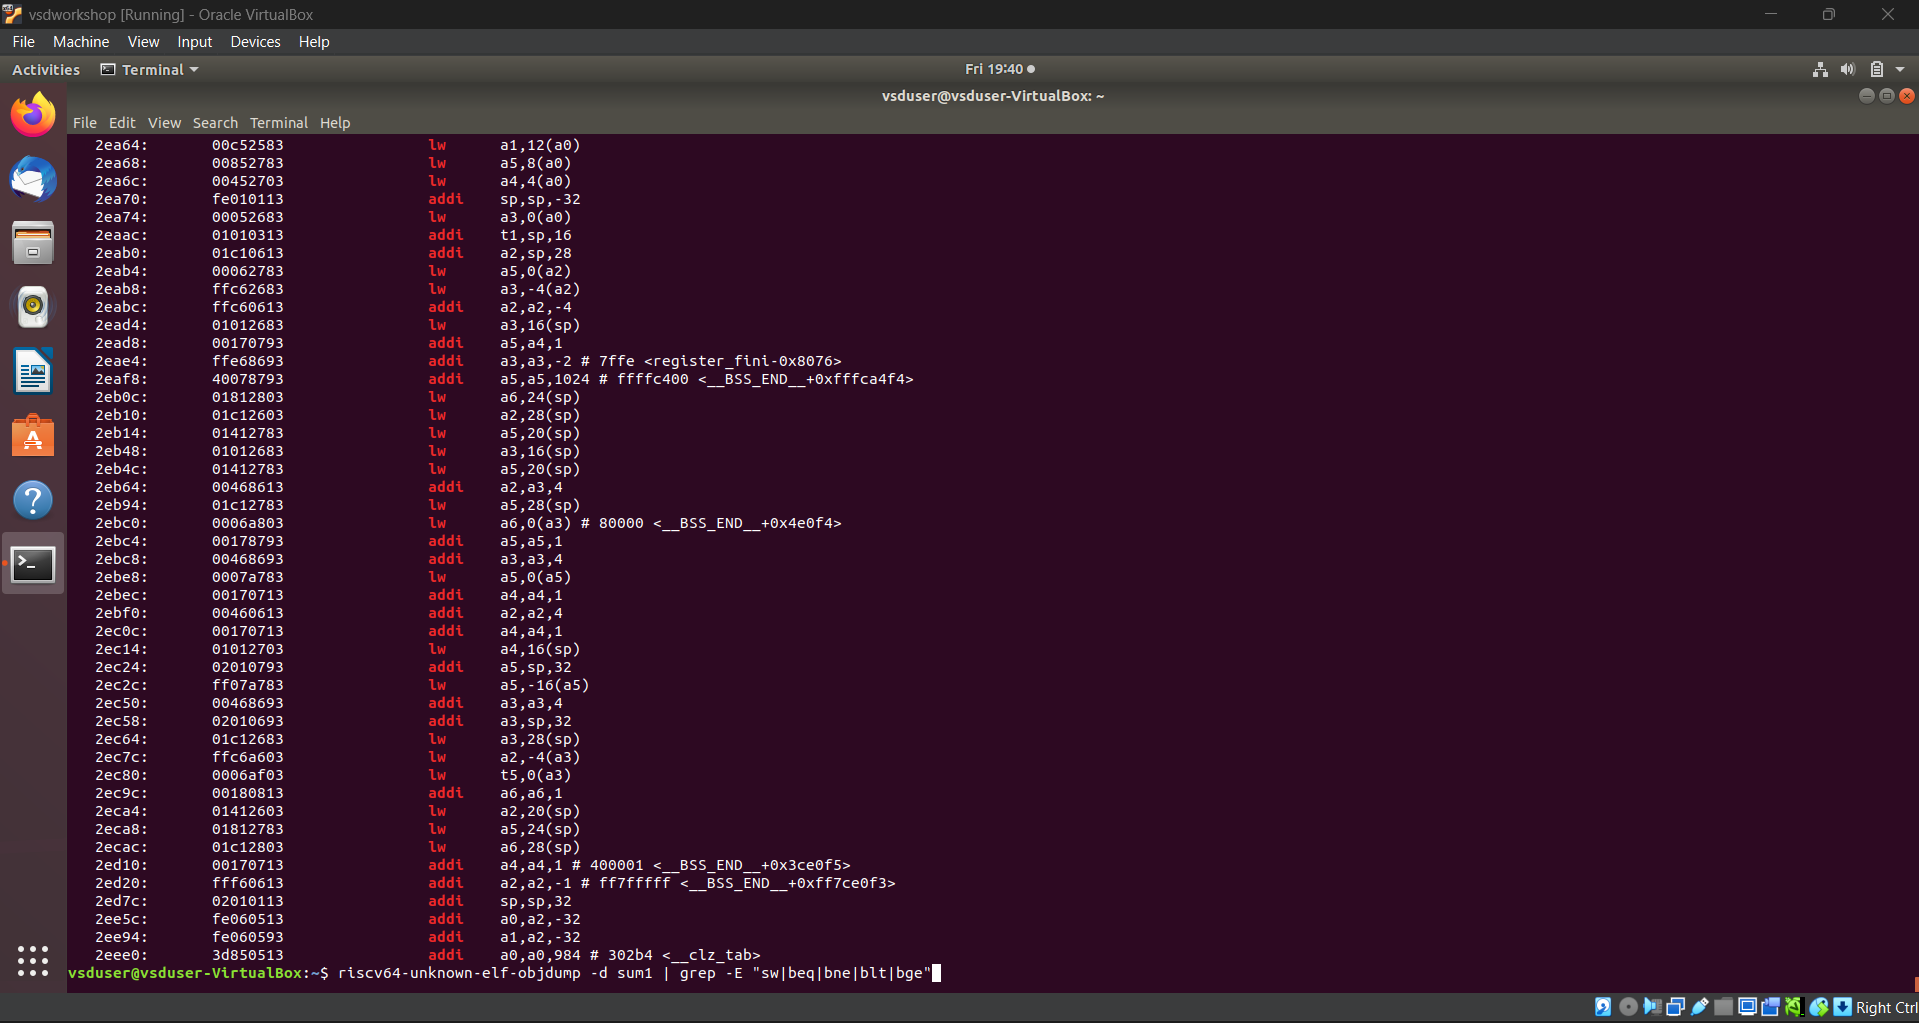 vsdworkshop [Running] - Oracle VirtualBox
File Machine View Input Devices Help
Activities Terminal Fri 19:40
vsduser@vsduser-VirtualBox: ~
File Edit View Search Terminal Help
2ea64: 00c52583 lw a1,12(a0)
2ea68: 00852783 lw a5,8(a0)
2ea6c: 00452703 lw a4,4(a0)
2ea70: fe010113 addi sp,sp,-32
2ea74: 00052683 lw a3,0(a0)
2eaac: 01010313 addi t1,sp,16
2eab0: 01c10613 addi a2,sp,28
2eab4: 00062783 lw a5,0(a2)
2eab8: ffc62683 lw a3,-4(a2)
2eabc: ffc60613 addi a2,a2,-4
2ead4: 01012683 lw a3,16(sp)
2ead8: 00170793 addi a5,a4,1
2eae4: ffe68693 addi a3,a3,-2 # 7ffe <register_fini-0x8076>
2eaf8: 40078793 addi a5,a5,1024 # ffffc400 <__BSS_END__+0xfffca4f4>
2eb0c: 01812803 lw a6,24(sp)
2eb10: 01c12603 lw a2,28(sp)
2eb14: 01412783 lw a5,20(sp)
2eb48: 01012683 lw a3,16(sp)
2eb4c: 01412783 lw a5,20(sp)
2eb64: 00468613 addi a2,a3,4
2eb94: 01c12783 lw a5,28(sp)
2ebc0: 0006a803 lw a6,0(a3) # 80000 <__BSS_END__+0x4e0f4>
2ebc4: 00178793 addi a5,a5,1
2ebc8: 00468693 addi a3,a3,4
2ebe8: 0007a783 lw a5,0(a5)
2ebec: 00170713 addi a4,a4,1
2ebf0: 00460613 addi a2,a2,4
2ec0c: 00170713 addi a4,a4,1
2ec14: 01012703 lw a4,16(sp)
2ec24: 02010793 addi a5,sp,32
2ec2c: ff07a783 lw a5,-16(a5)
2ec50: 00468693 addi a3,a3,4
2ec58: 02010693 addi a3,sp,32
2ec64: 01c12683 lw a3,28(sp)
2ec7c: ffc6a603 lw a2,-4(a3)
2ec80: 0006af03 lw t5,0(a3)
2ec9c: 00180813 addi a6,a6,1
2eca4: 01412603 lw a2,20(sp)
2eca8: 01812783 lw a5,24(sp)
2ecac: 01c12803 lw a6,28(sp)
2ed10: 00170713 addi a4,a4,1 # 400001 <__BSS_END__+0x3ce0f5>
2ed20: fff60613 addi a2,a2,-1 # ff7fffff <__BSS_END__+0xff7ce0f3>
2ed7c: 02010113 addi sp,sp,32
2ee5c: fe060513 addi a0,a2,-32
2ee94: fe060593 addi a1,a2,-32
2eee0: 3d850513 addi a0,a0,984 # 302b4 <__clz_tab>
vsduser@vsduser-VirtualBox:~$ riscv64-unknown-elf-objdump -d sum1 | grep -E "sw|beq|bne|blt|bge"
Right Ctrl